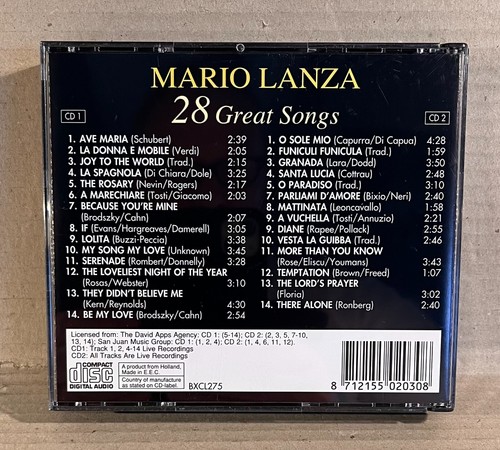 MARIO LANZA
28 Great Songs
CD 1
1. AVE MARIA (Schubert) 2:39
2. LA DONNA E MOBILE (Verdi) 2:05
3. JOY TO THE WORLD (Trad.) 2:15
4. LA SPAGNOLA (Di Chiara/Dole) 3:25
5. THE ROSARY (Nevin/Rogers) 3:17
6. A MARECHIARE (Tosti/Giacomo) 2:03
7. BECAUSE YOU'RE MINE
(Brodszky/Cahn) 2:07
8. IF (Evans/Hargreaves/Damerell) 3:05
9. LOLITA (Buzzi-Peccia) 3:38
10. MY SONG MY LOVE (Unknown) 3:45
11. SERENADE (Rombert/Donnelly) 3:28
12. THE LOVELIEST NIGHT OF THE YEAR
(Rosas/Webster) 3:10
13. THEY DIDN'T BELIEVE ME
(Kern/Reynolds) 4:30
14. BE MY LOVE (Brodszky/Cahn) 2:54
CD 2
1. O SOLE MIO (Capurra/Di Capua) 4:28
2. FUNICULI FUNICULA (Trad.) 1:59
3. GRANADA (Lara/Dodd) 3:50
4. SANTA LUCIA (Cottrau) 2:48
5. O PARADISO (Trad.) 3:10
7. PARLIAMI D'AMORE (Bixio/Neri) 2:40
8. MATTINATA (Leoncavallo) 1:58
9. A VUCHELLA (Tosti/Annuzio) 2:21
9. DIANE (Rapee/Pollack) 2:55
10. VESTA LA GUIBBA (Trad.) 2:46
11. MORE THAN YOU KNOW
(Rose/Eliscu/Youmans) 3:43
12. TEMPTATION (Brown/Freed) 1:07
13. THE LORD'S PRAYER
(Floria) 3:02
14. THERE ALONE (Ronberg) 2:40
Licensed from: The David Apps Agency: CD 1: (5-14); CD 2: (2, 3, 5, 7-10,
13, 14); San Juan Music Group: CD 1: (1, 2, 4); CD 2: (1, 4, 6, 11, 12).
CD1: Track 1, 2, 4-14 Live Recordings
CD2: All Tracks Are Live Recordings
COMPACT
disc
DIGITAL AUDIO
A product from Holland,
Made in E.E.C.
Country of manufacture
as stated on CD-label.
BXCL275
8 712155 020308